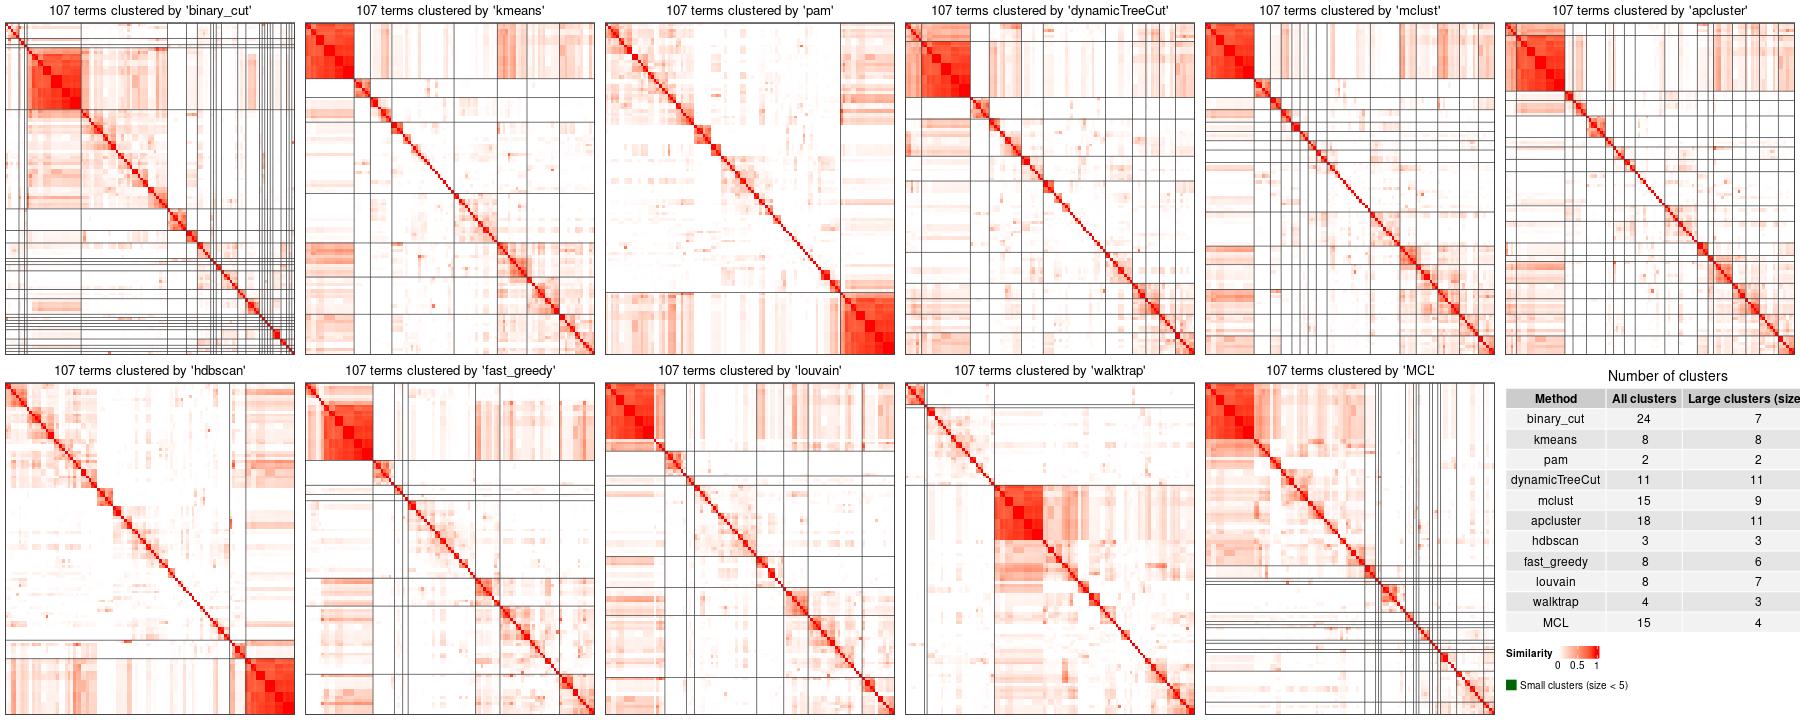 107 terms clustered by 'binary_cut'
107 terms clustered by 'kmeans'
107 terms clustered by 'pam'
107 terms clustered by 'dynamicTreeCut'
107 terms clustered by 'mclust'
107 terms clustered by 'apcluster'
107 terms clustered by 'hdbscan'
107 terms clustered by 'fast_greedy'
107 terms clustered by 'louvain'
107 terms clustered by 'walktrap'
107 terms clustered by 'MCL'
Number of clusters
Method All clusters Large clusters (size
binary_cut 24 7
kmeans 8 8
pam 2 2
dynamicTreeCut 11 11
mclust 15 9
apcluster 18 11
hdbscan 3 3
fast_greedy 8 6
louvain 8 7
walktrap 4 3
MCL 15 4
Similarity
0 0.5 1
Small clusters (size < 5)